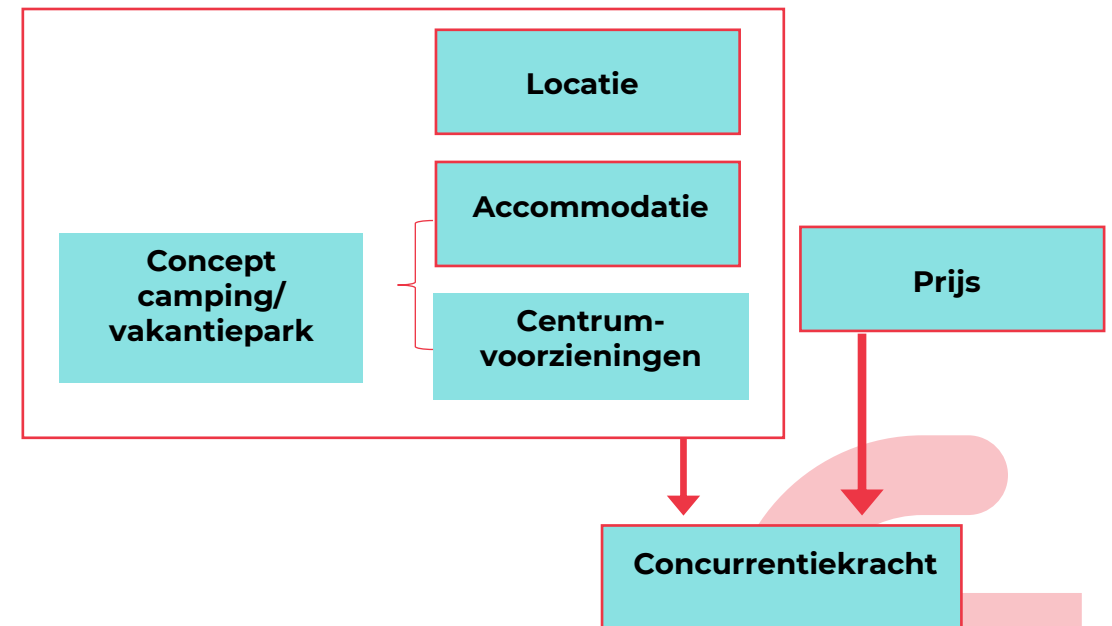 Locatie
Accommodatie
Concept
camping/
vakantiepark
Centrum-
voorzieningen
Prijs
Concurrentiekracht